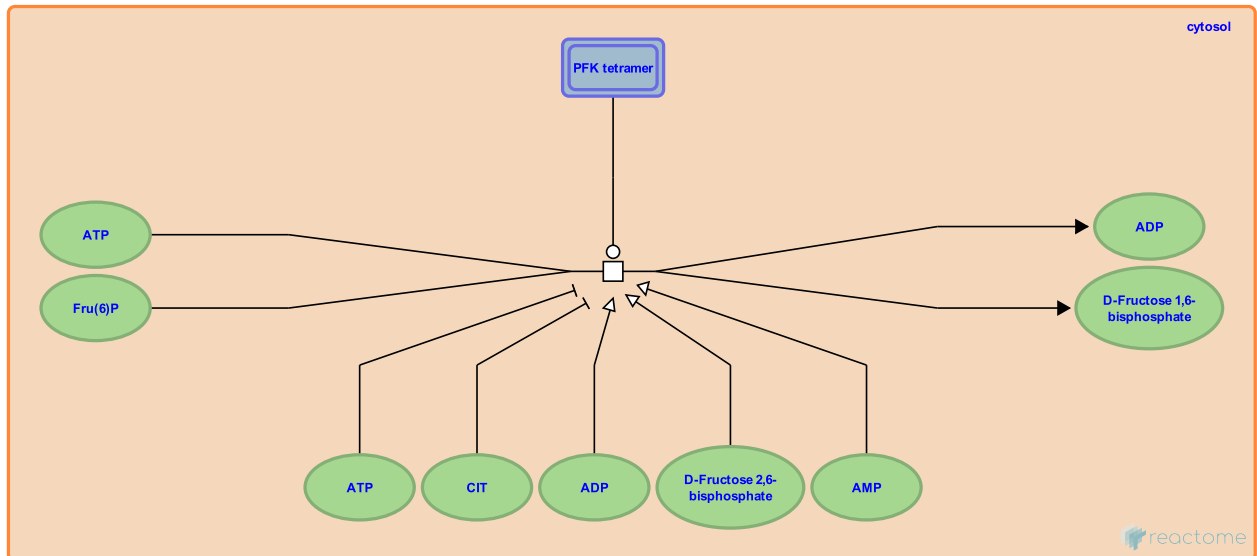 cytosol
PFK tetramer
ATP
ADP
Fru(6)P
D-Fructose 1,6-
bisphosphate
ATP
CIT
ADP
D-Fructose 2,6-
bisphosphate
AMP
reactome